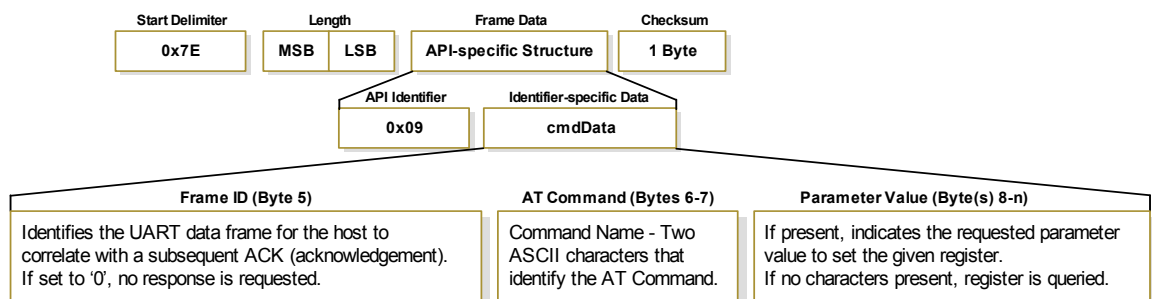 Start Delimiter Length Frame Data Checksum
0x7E MSB LSB API-specific Structure 1 Byte
API Identifier Identifier-specific Data
0x09 cmdData
Frame ID (Byte 5)
Identifies the UART data frame for the host to
correlate with a subsequent ACK (acknowledgement).
If set to ‘0’, no response is requested.
AT Command (Bytes 6-7)
Command Name - Two
ASCII characters that
identify the AT Command.
Parameter Value (Byte(s) 8-n)
If present, indicates the requested parameter
value to set the given register.
If no characters present, register is queried.